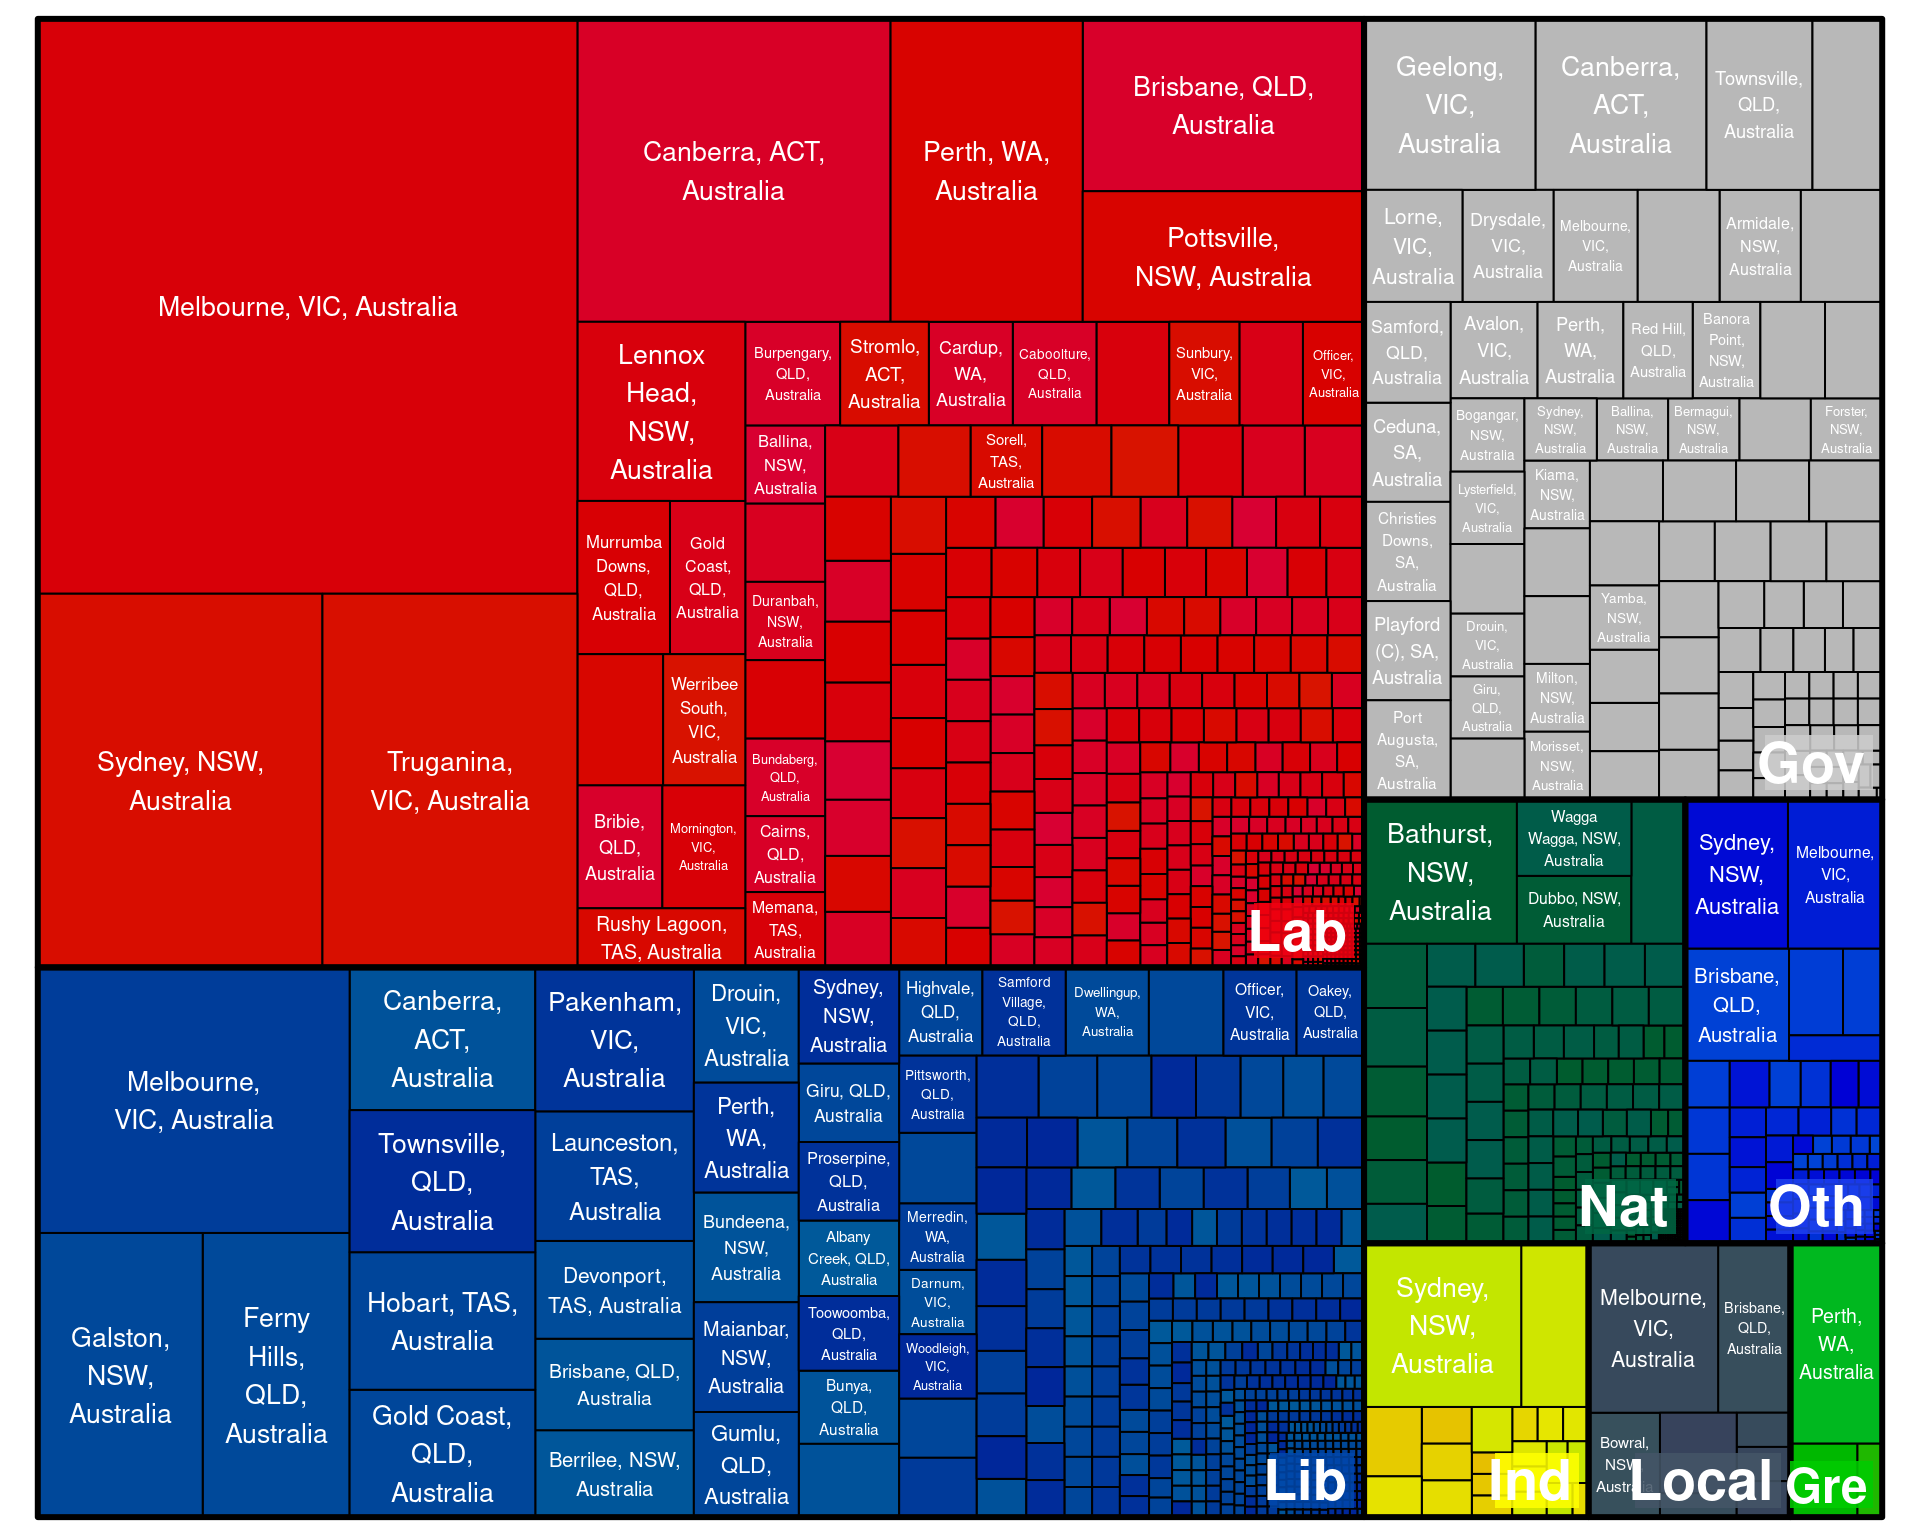 Melbourne, VIC, Australia
Sydney, NSW,
Australia
Truganina,
VIC, Australia
Canberra, ACT,
Australia
Perth, WA,
Australia
Brisbane, QLD,
Australia
Pottsville,
NSW, Australia
Lennox
Head,
NSW,
Australia
Burpengary,
QLD,
Australia
Stromlo,
ACT,
Australia
Cardup,
WA,
Australia
Caboolture,
QLD,
Australia
Sunbury,
VIC,
Australia
Officer,
VIC,
Australia
Ballina,
NSW,
Australia
Sorell,
TAS,
Australia
Murrumba
Downs,
QLD,
Australia
Gold
Coast,
QLD,
Australia
Duranbah,
NSW,
Australia
Werribee
South,
VIC,
Australia
Bundaberg,
QLD,
Australia
Bribie,
QLD,
Australia
Mornington,
VIC,
Australia
Cairns,
QLD,
Australia
Rushy Lagoon,
TAS, Australia
Memana,
TAS,
Australia
Lab
Geelong,
VIC,
Australia
Canberra,
ACT,
Australia
Townsville,
QLD,
Australia
Lorne,
VIC,
Australia
Drysdale,
VIC,
Australia
Melbourne,
VIC,
Australia
Armidale,
NSW,
Australia
Samford,
QLD,
Australia
Avalon,
VIC,
Australia
Perth,
WA,
Australia
Red Hill,
QLD,
Australia
Banora
Point,
NSW,
Australia
Ceduna,
SA,
Australia
Bogangar,
NSW,
Australia
Sydney,
NSW,
Australia
Ballina,
NSW,
Australia
Bermagui,
NSW,
Australia
Forster,
NSW,
Australia
Christies
Downs,
SA,
Australia
Lysterfield,
VIC,
Australia
Kiama,
NSW,
Australia
Yamba,
NSW,
Australia
Playford
(C), SA,
Australia
Drouin,
VIC,
Australia
Giru,
QLD,
Australia
Milton,
NSW,
Australia
Port
Augusta,
SA,
Australia
Morisset,
NSW,
Australia
Gov
Melbourne,
VIC, Australia
Galston,
NSW,
Australia
Ferny
Hills,
QLD,
Australia
Canberra,
ACT,
Australia
Townsville,
QLD,
Australia
Hobart, TAS,
Australia
Gold Coast,
QLD,
Australia
Pakenham,
VIC,
Australia
Launceston,
TAS,
Australia
Devonport,
TAS, Australia
Brisbane, QLD,
Australia
Berrilee, NSW,
Australia
Drouin,
VIC,
Australia
Perth,
WA,
Australia
Bundeena,
NSW,
Australia
Maianbar,
NSW,
Australia
Gumlu,
QLD,
Australia
Sydney,
NSW,
Australia
Giru, QLD,
Australia
Proserpine,
QLD,
Australia
Albany
Creek, QLD,
Australia
Toowoomba,
QLD,
Australia
Bunya,
QLD,
Australia
Highvale,
QLD,
Australia
Samford
Village,
QLD,
Australia
Dwellingup,
WA,
Australia
Officer,
VIC,
Australia
Oakey,
QLD,
Australia
Pittsworth,
QLD,
Australia
Merredin,
WA,
Australia
Darnum,
VIC,
Australia
Woodleigh,
VIC,
Australia
Lib
Bathurst,
NSW,
Australia
Wagga
Wagga, NSW,
Australia
Dubbo, NSW,
Australia
Nat
Sydney,
NSW,
Australia
Melbourne,
VIC,
Australia
Brisbane,
QLD,
Australia
Oth
Sydney,
NSW,
Australia
Ind
Melbourne,
VIC,
Australia
Brisbane,
QLD,
Australia
Bowral,
NSW,
Australia
Local
Perth,
WA,
Australia
Gre